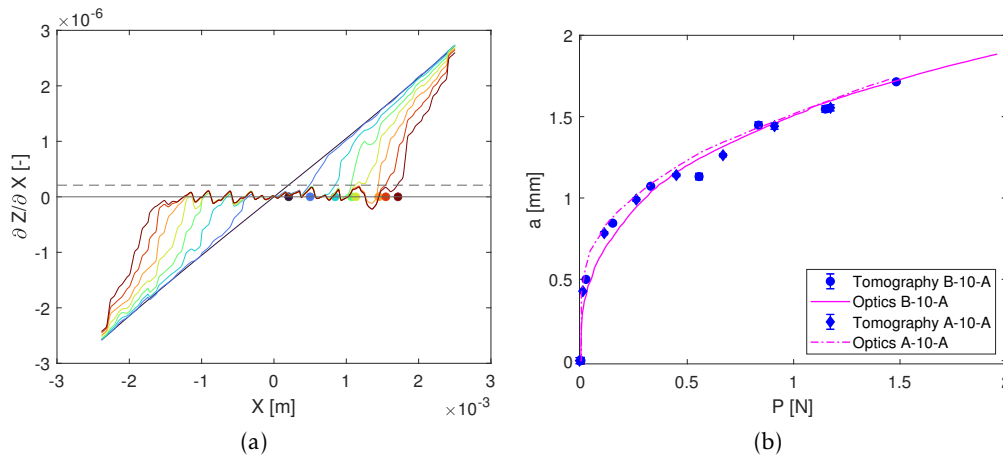 ×10⁻⁶
3
2
1
0
-1
-2
-3
∂ Z/∂ X [-]
-3 -2 -1 0 1 2 3
X [m]
×10⁻³
(a)
2
1.5
1
0.5
0
a [mm]
Tomography B-10-A
Optics B-10-A
Tomography A-10-A
Optics A-10-A
0 0.5 1 1.5 2
P [N]
(b)